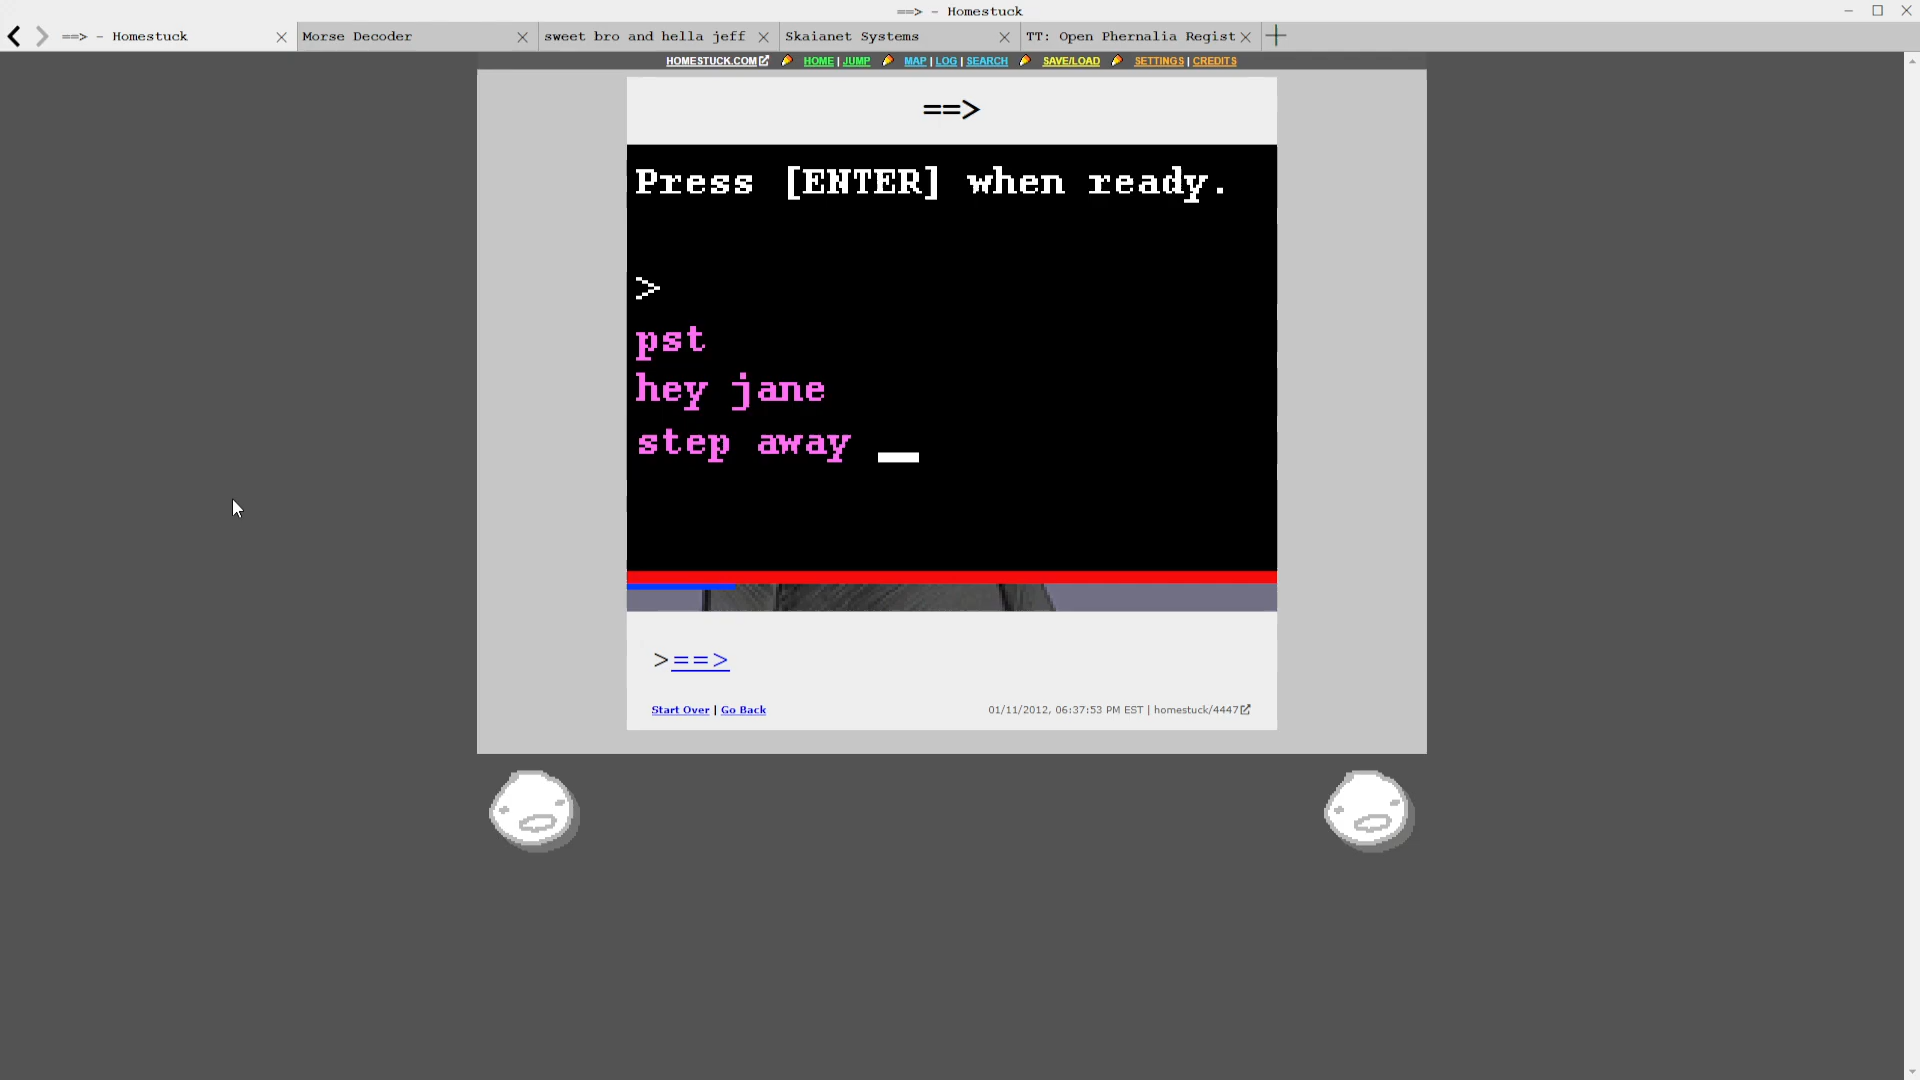 ==> - Homestuck
==> - Homestuck
Morse Decoder
sweet bro and hella jeff
Skaianet Systems
TT: Open Phernalia Regist
HOMESTUCK.COM
HOME | JUMP
MAP | LOG | SEARCH
SAVE/LOAD
SETTINGS | CREDITS
==>
Press [ENTER] when ready.
>
pst
hey jane
step away _
>==>
Start Over | Go Back
01/11/2012, 06:37:53 PM EST | homestuck/4447